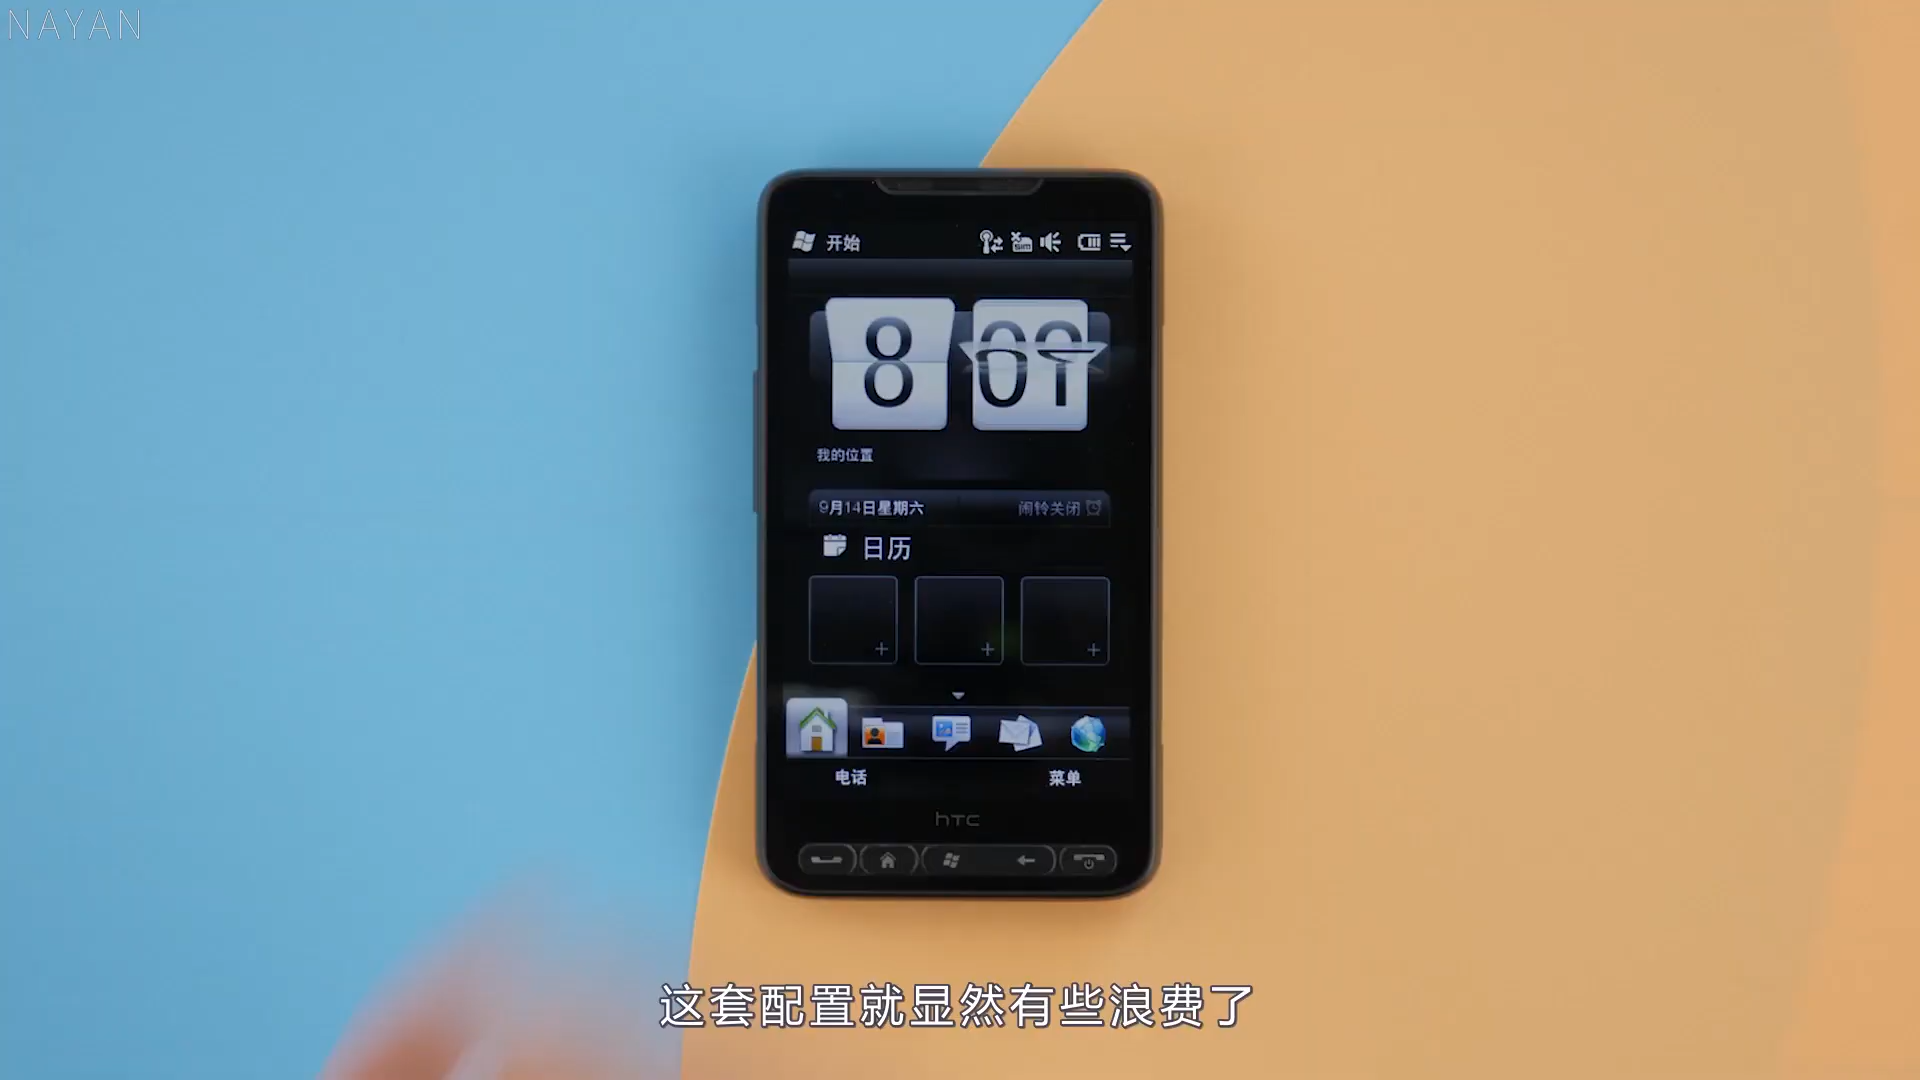 NAYAN
开始
8
我的位置
9月14日星期六 闹铃关闭
日历
电话 菜单
hTC
这套配置就显然有些浪费了